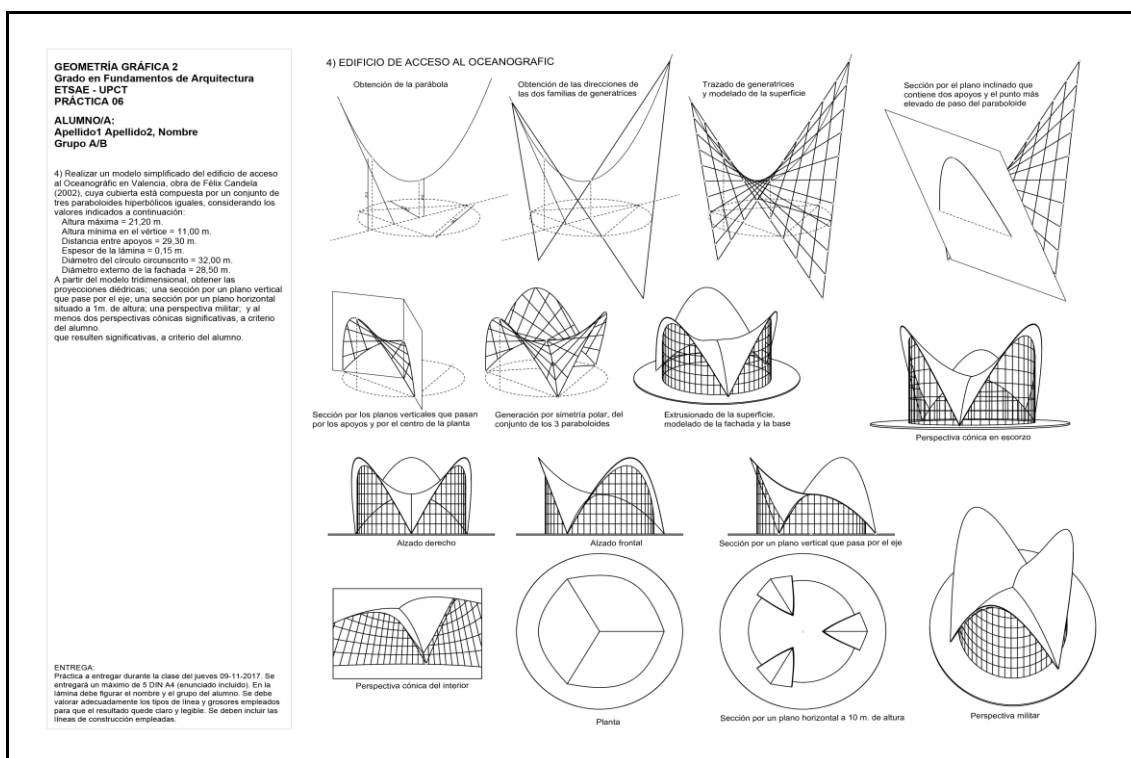 GEOMETRÍA GRÁFICA 2
Grado en Fundamentos de Arquitectura
ETSAE - UPCT
PRÁCTICA 06
ALUMNO/A:
Apellido1 Apellido2, Nombre
Grupo A/B
4) Realizar un modelo simplificado del edificio de acceso
al Oceanográfic en Valencia, obra de Félix Candela
(2002), cuya cubierta está compuesta por un conjunto de
tres paraboloides hiperbólicos iguales, considerando los
valores indicados a continuación:
Altura máxima = 21,20 m.
Altura mínima en el vértice = 11,00 m.
Distancia entre apoyos = 29,30 m.
Espesor de la lámina = 0,15 m.
Diámetro del círculo circunscrito = 32,00 m.
Diámetro externo de la fachada = 28,50 m.
A partir del modelo tridimensional, obtener las
proyecciones diédricas; una sección por un plano vertical
que pase por el eje; una sección por un plano horizontal
situado a 1m. de altura; una perspectiva militar; y al
menos dos perspectivas cónicas significativas, a criterio
del alumno.
que resulten significativas, a criterio del alumno.
ENTREGA:
Práctica a entregar durante la clase del jueves 09-11-2017. Se
entregará un máximo de 5 DIN A4 (enunciado incluido). En la
lámina debe figurar el nombre y el grupo del alumno. Se debe
valorar adecuadamente los tipos de línea y grosores empleados
para que el resultado quede claro y legible. Se deben incluir las
líneas de construcción empleadas.
4) EDIFICIO DE ACCESO AL OCEANOGRAFIC
Obtención de la parábola
Obtención de las direcciones de
las dos familias de generatrices
Trazado de generatrices
y modelado de la superficie
Sección por el plano inclinado que
contiene dos apoyos y el punto más
elevado de paso del paraboloide
Sección por los planos verticales que pasan
por los apoyos y por el centro de la planta
Generación por simetría polar, del
conjunto de los 3 paraboloides
Extrusionado de la superficie,
modelado de la fachada y la base
Perspectiva cónica en escorzo
Alzado derecho
Alzado frontal
Sección por un plano vertical que pasa por el eje
Perspectiva cónica del interior
Planta
Sección por un plano horizontal a 10 m. de altura
Perspectiva militar